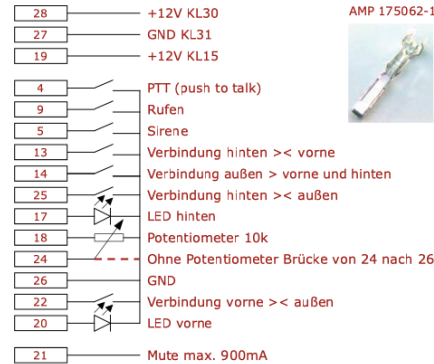 28 +12V KL30
AMP 175062-1
27 GND KL31
19 +12V KL15
4 PTT (push to talk)
9 Rufen
5 Sirene
13 Verbindung hinten >< vorne
14 Verbindung außen > vorne und hinten
25 Verbindung hinten >< außen
17 LED hinten
18 Potentiometer 10k
24 Ohne Potentiometer Brücke von 24 nach 26
26 GND
22 Verbindung vorne >< außen
20 LED vorne
21 Mute max. 900mA